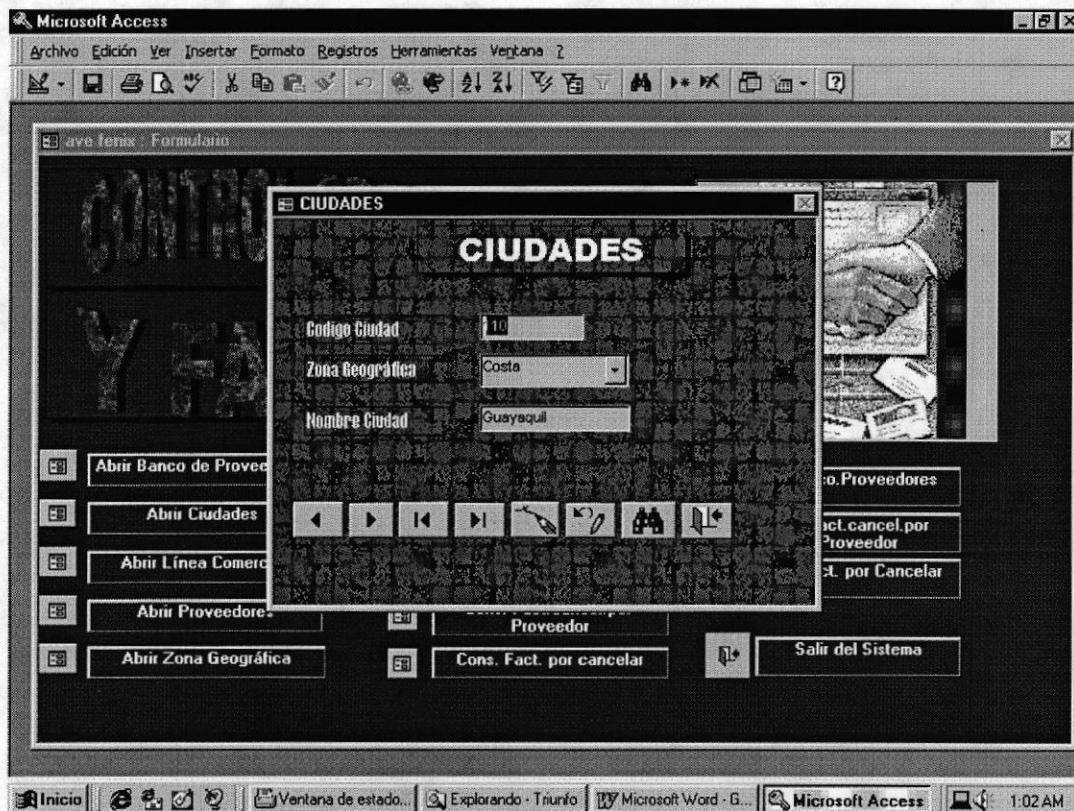 Microsoft Access
Archivo Edición Ver Insertar Formato Registros Herramientas Ventana ?
ave fenix : Formulario
CIUDADES
CIUDADES
Codigo Ciudad 10
Zona Geográfica Costa
Nombre Ciudad Guayaquil
Y FA
Abrir Banco de Provee
Abrir Ciudades
Abrir Línea Comerc
Abrir Proveedores
Abrir Zona Geográfica
Proveedor
Cons. Fact. por cancelar
co.Proveedores
act.cancel.por
Proveedor
ct. por Cancelar
Salir del Sistema
Inicio
Ventana de estado...
Explorando - Triunfo
Microsoft Word - G...
Microsoft Access
1:02 AM